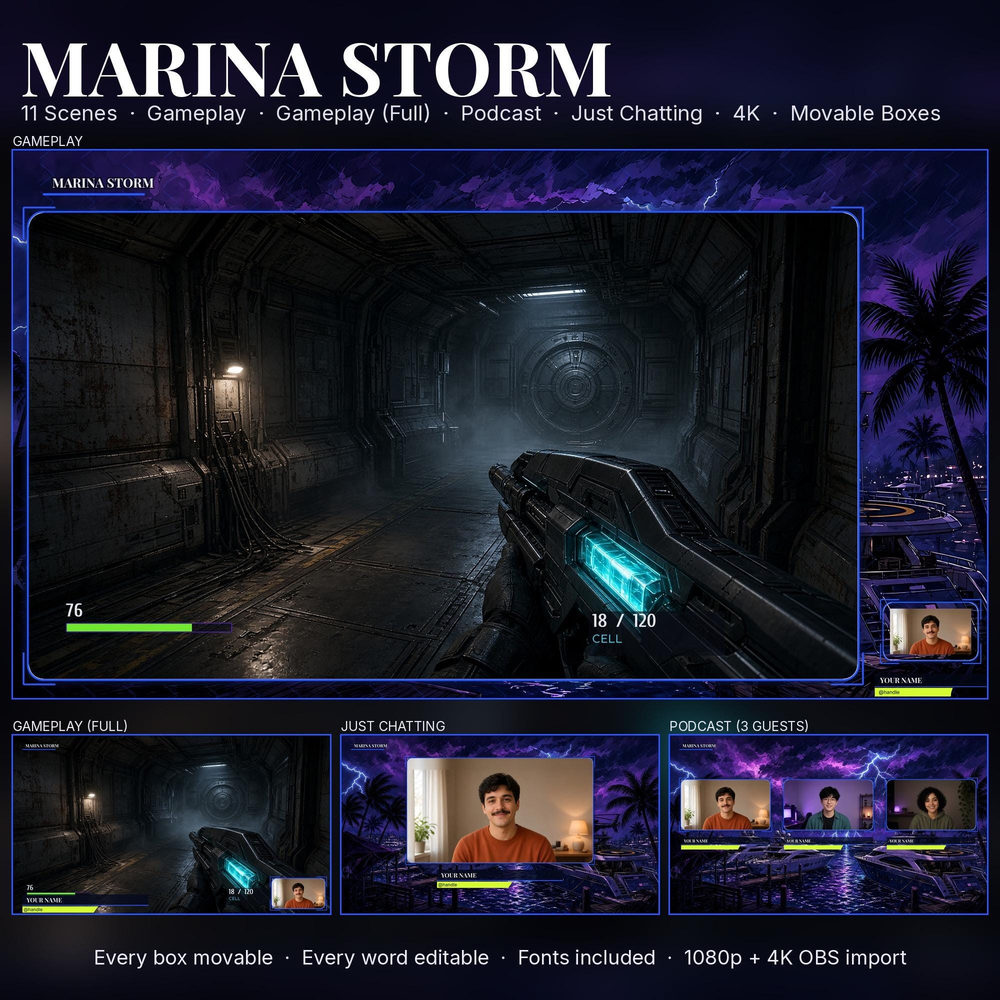 MARINA STORM
11 Scenes · Gameplay · Gameplay (Full) · Podcast · Just Chatting · 4K · Movable Boxes
GAMEPLAY
MARINA STORM
76
18 / 120
CELL
YOUR NAME
@handle
GAMEPLAY (FULL)
JUST CHATTING
PODCAST (3 GUESTS)
MARINA STORM
76
18 / 120
CELL
YOUR NAME
@handle
MARINA STORM
YOUR NAME
@handle
MARINA STORM
YOUR NAME
YOUR NAME
YOUR NAME
Every box movable · Every word editable · Fonts included · 1080p + 4K OBS import